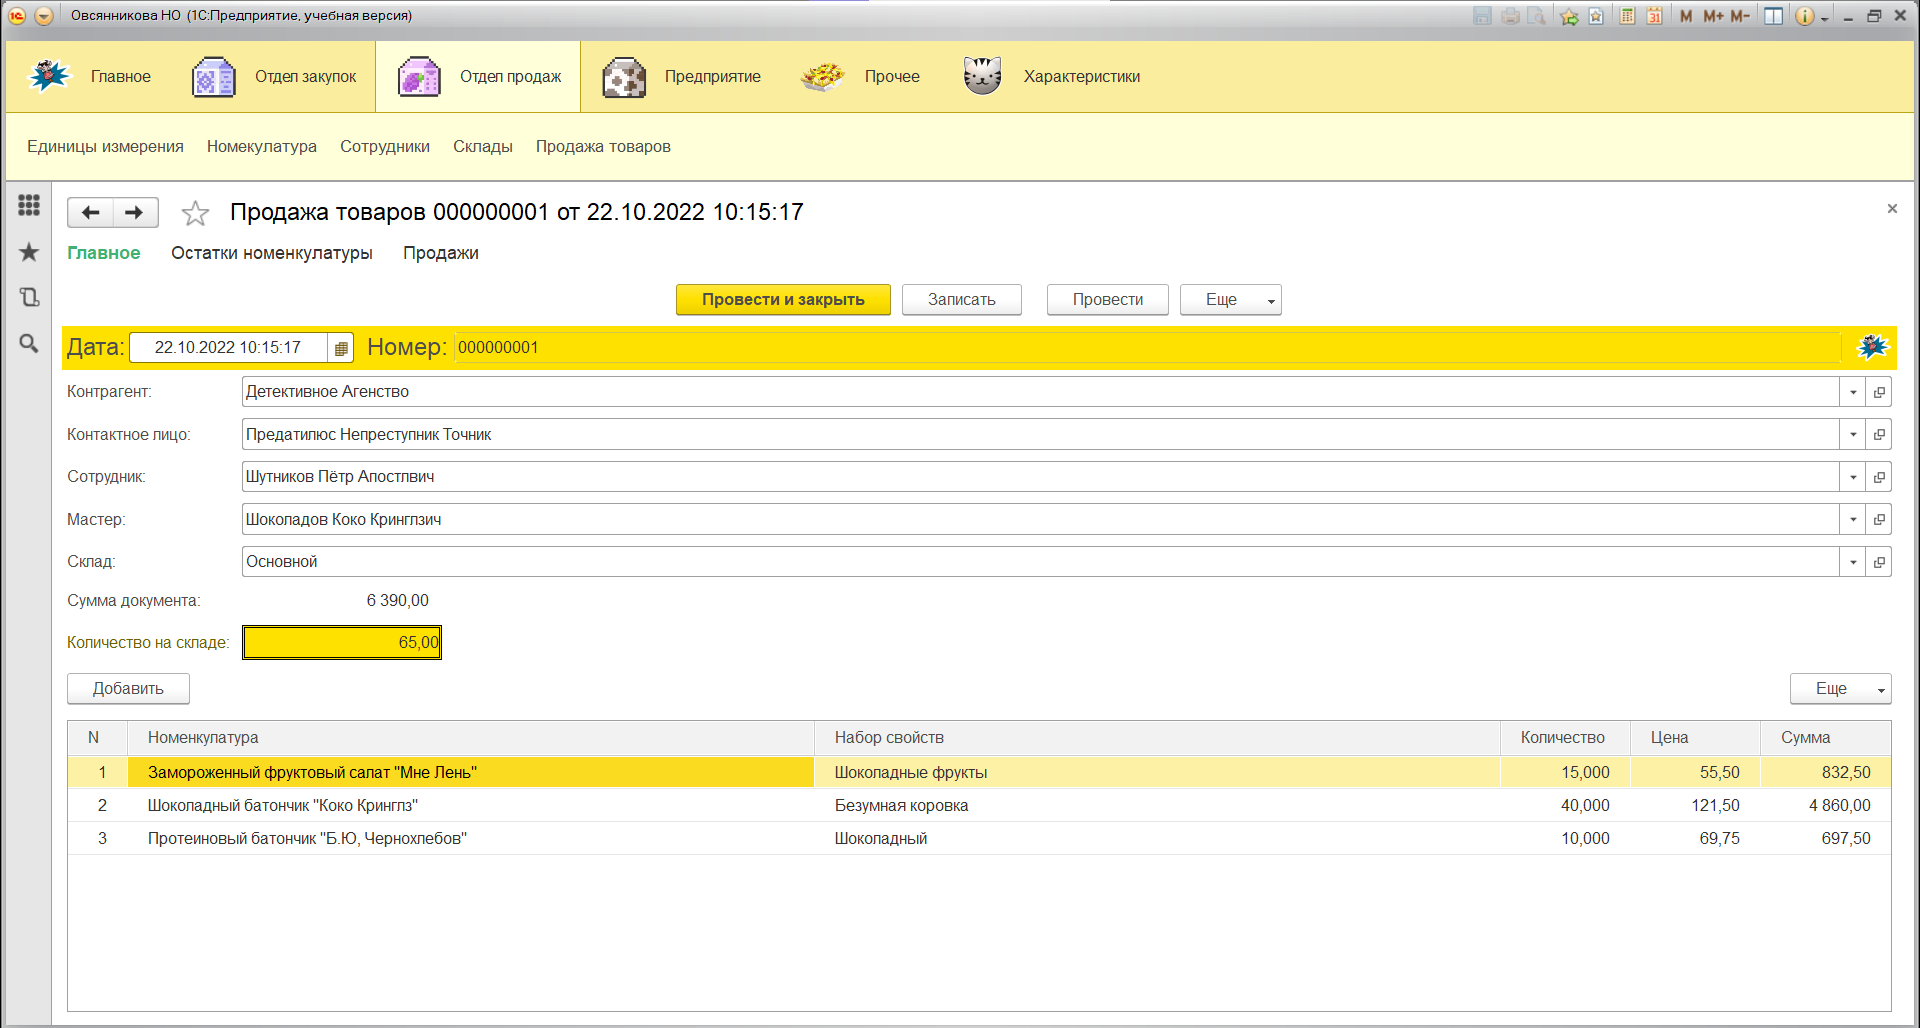 Овсянникова НО (1С:Предприятие, учебная версия)
M M+ M-
Главное Отдел закупок Отдел продаж Предприятие Прочее Характеристики
Единицы измерения Номекулатура Сотрудники Склады Продажа товаров
Продажа товаров 000000001 от 22.10.2022 10:15:17
Главное Остатки номенкулатуры Продажи
Провести и закрыть Записать Провести Еще
Дата: 22.10.2022 10:15:17 Номер: 000000001
Контрагент: Детективное Агенство
Контактное лицо: Предатилюс Непреступник Точник
Сотрудник: Шутников Пётр Апостлвич
Мастер: Шоколадов Коко Кринглзич
Склад: Основной
Сумма документа: 6 390,00
Количество на складе: 65,00
Добавить Еще
N Номенкулатура Набор свойств Количество Цена Сумма
1 Замороженный фруктовый салат "Мне Лень" Шоколадные фрукты 15,000 55,50 832,50
2 Шоколадный батончик "Коко Кринглз" Безумная коровка 40,000 121,50 4 860,00
3 Протеиновый батончик "Б.Ю, Чернохлебов" Шоколадный 10,000 69,75 697,50